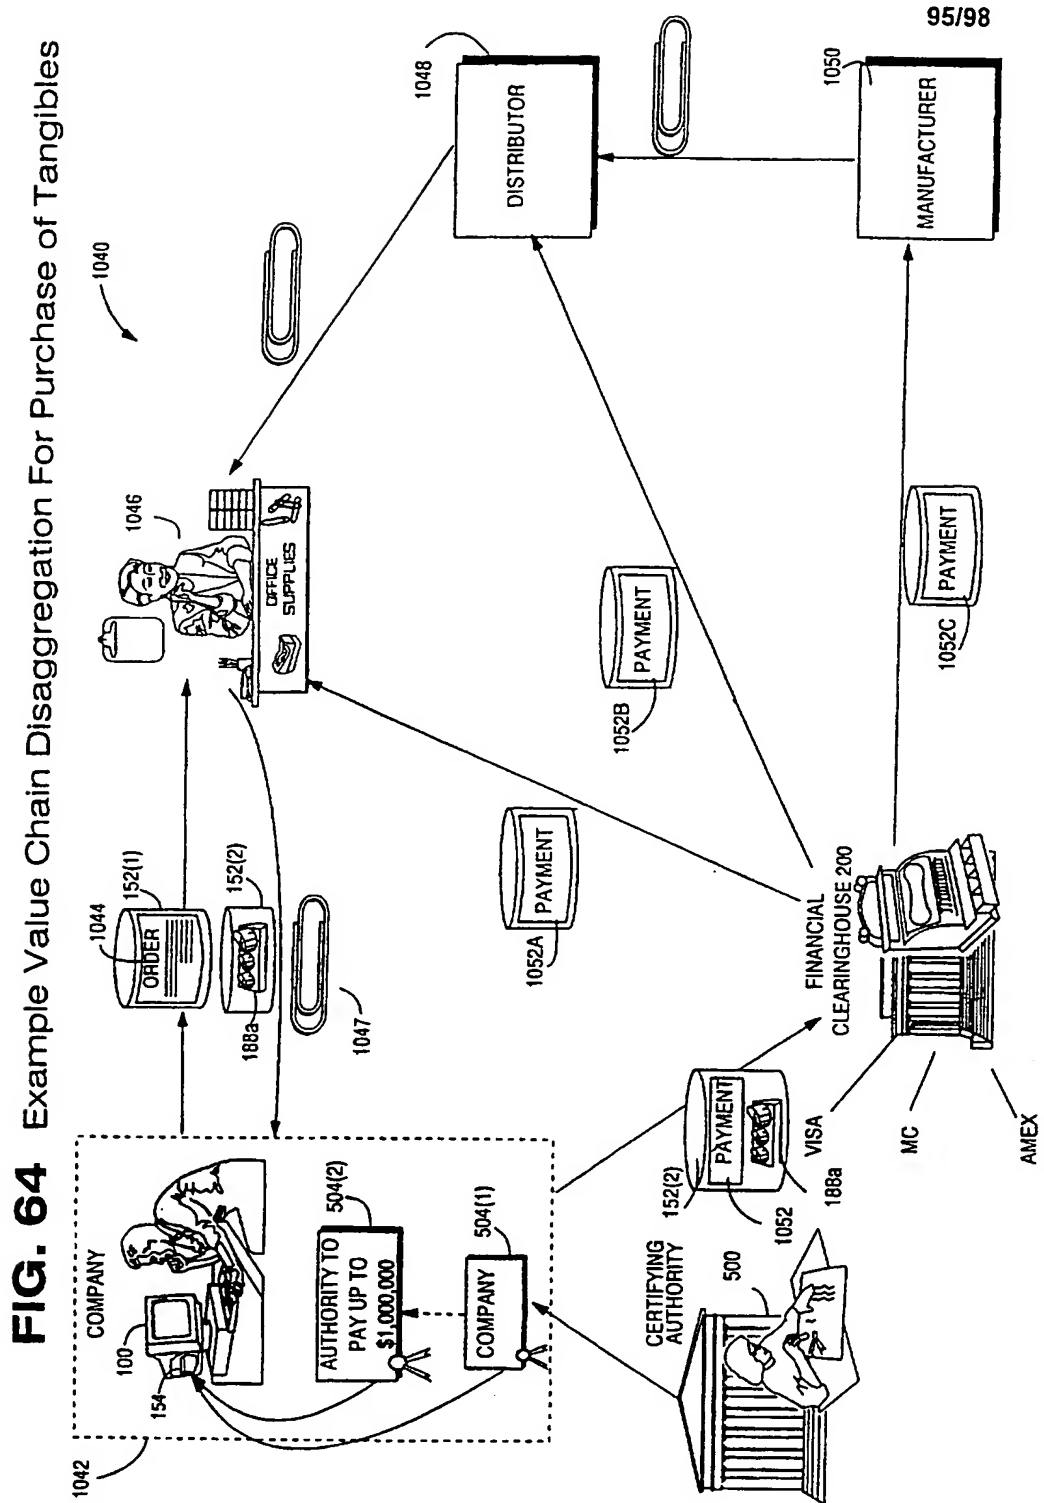 95/98
FIG. 64 Example Value Chain Disaggregation For Purchase of Tangibles
1040
COMPANY
1042
100
154
AUTHORITY TO
PAY UP TO
$1,000,000
504(2)
COMPANY
504(1)
1044
ORDER
152(1)
152(2)
188a
1047
1046
OFFICE
SUPPLIES
1048
DISTRIBUTOR
1050
MANUFACTURER
CERTIFYING
AUTHORITY
500
152(2)
PAYMENT
1052
188a
FINANCIAL
CLEARINGHOUSE 200
VISA
MC
AMEX
PAYMENT
1052A
PAYMENT
1052B
PAYMENT
1052C